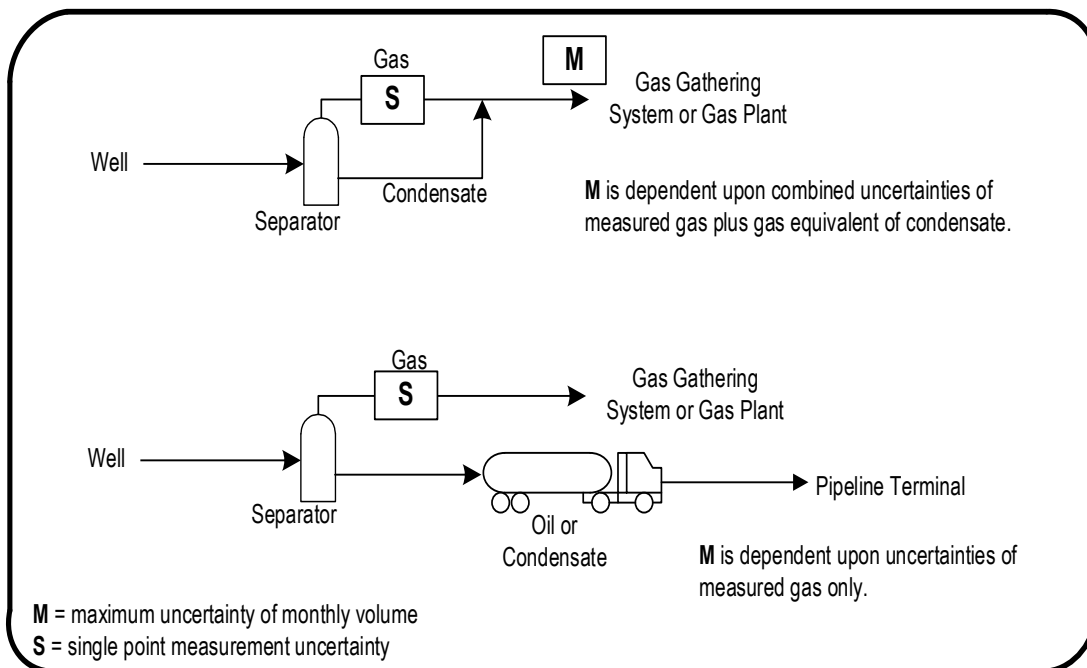 Gas
S
M
Gas Gathering
System or Gas Plant
Well
Condensate
Separator
M is dependent upon combined uncertainties of
measured gas plus gas equivalent of condensate.
Gas
S
Gas Gathering
System or Gas Plant
Well
Separator
Pipeline Terminal
Oil or
Condensate
M is dependent upon uncertainties of
measured gas only.
M = maximum uncertainty of monthly volume
S = single point measurement uncertainty